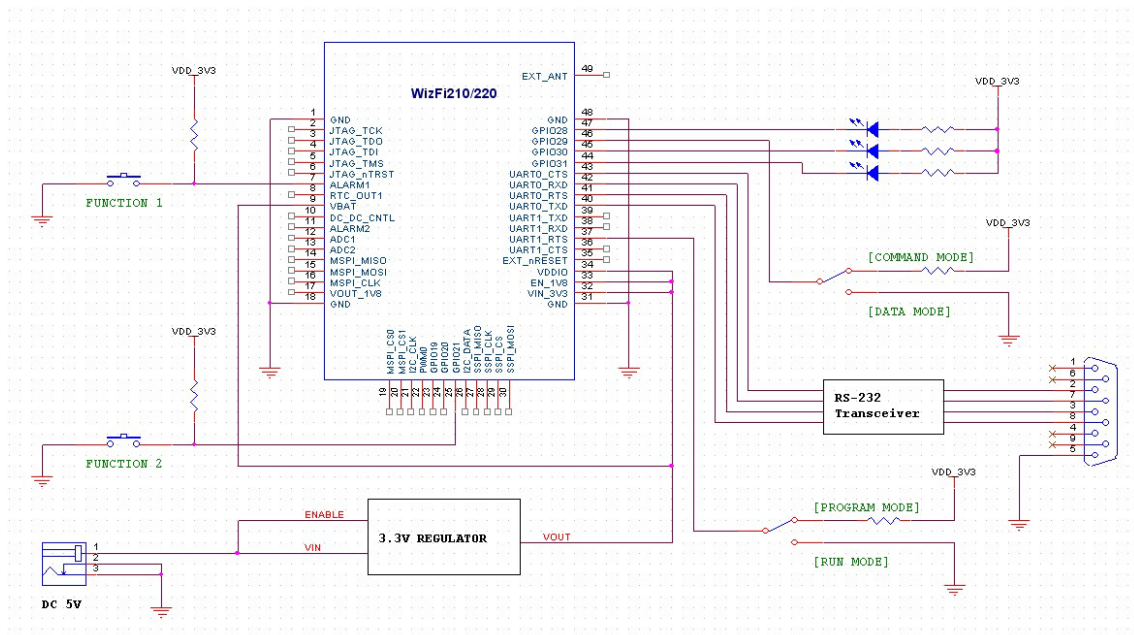 VDD_3V3
FUNCTION 1
VDD_3V3
FUNCTION 2
WizFi210/220
1 GND
2 JTAG_TCK
3 JTAG_TDO
4 JTAG_TDI
5 JTAG_TMS
6 JTAG_nTRST
7 ALARM1
8 RTC_OUT1
9 VBAT
10 DC_DC_CNTL
11 ALARM2
12 ADC1
13 ADC2
14 MSPI_MISO
15 MSPI_MOSI
16 MSPI_CLK
17 VOUT_1V8
18 GND
EXT_ANT 49
GND 48
GPIO28 47
GPIO29 46
GPIO30 45
GPIO31 44
UART0_CTS 43
UART0_RXD 42
UART0_RTS 41
UART0_TXD 40
UART1_TXD 39
UART1_RXD 38
UART1_RTS 37
UART1_CTS 36
EXT_nRESET 35
VDDIO 34
EN_1V8 33
VIN_3V3 32
GND 31
MSPI_CS0 19
MSPI_CS1 20
I2C_CLK 21
PWM0 22
GPIO19 23
GPIO20 24
GPIO21 25
I2C_DATA 26
SSPI_MISO 27
SSPI_CLK 28
SSPI_CS 29
SSPI_MOSI 30
VDD_3V3
VDD_3V3
[COMMAND MODE]
[DATA MODE]
RS-232
Transceiver
1
6
2
7
3
8
4
9
5
VDD_3V3
[PROGRAM MODE]
[RUN MODE]
ENABLE
VIN
3.3V REGULATOR
VOUT
1
2
3
DC 5V